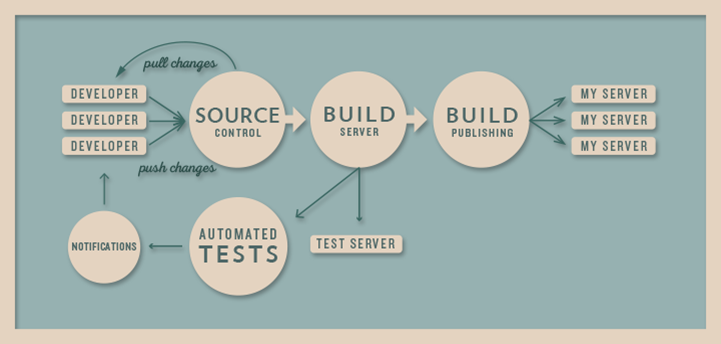 pull changes
DEVELOPER
DEVELOPER
DEVELOPER
push changes
SOURCE
CONTROL
BUILD
SERVER
BUILD
PUBLISHING
MY SERVER
MY SERVER
MY SERVER
NOTIFICATIONS
AUTOMATED
TESTS
TEST SERVER